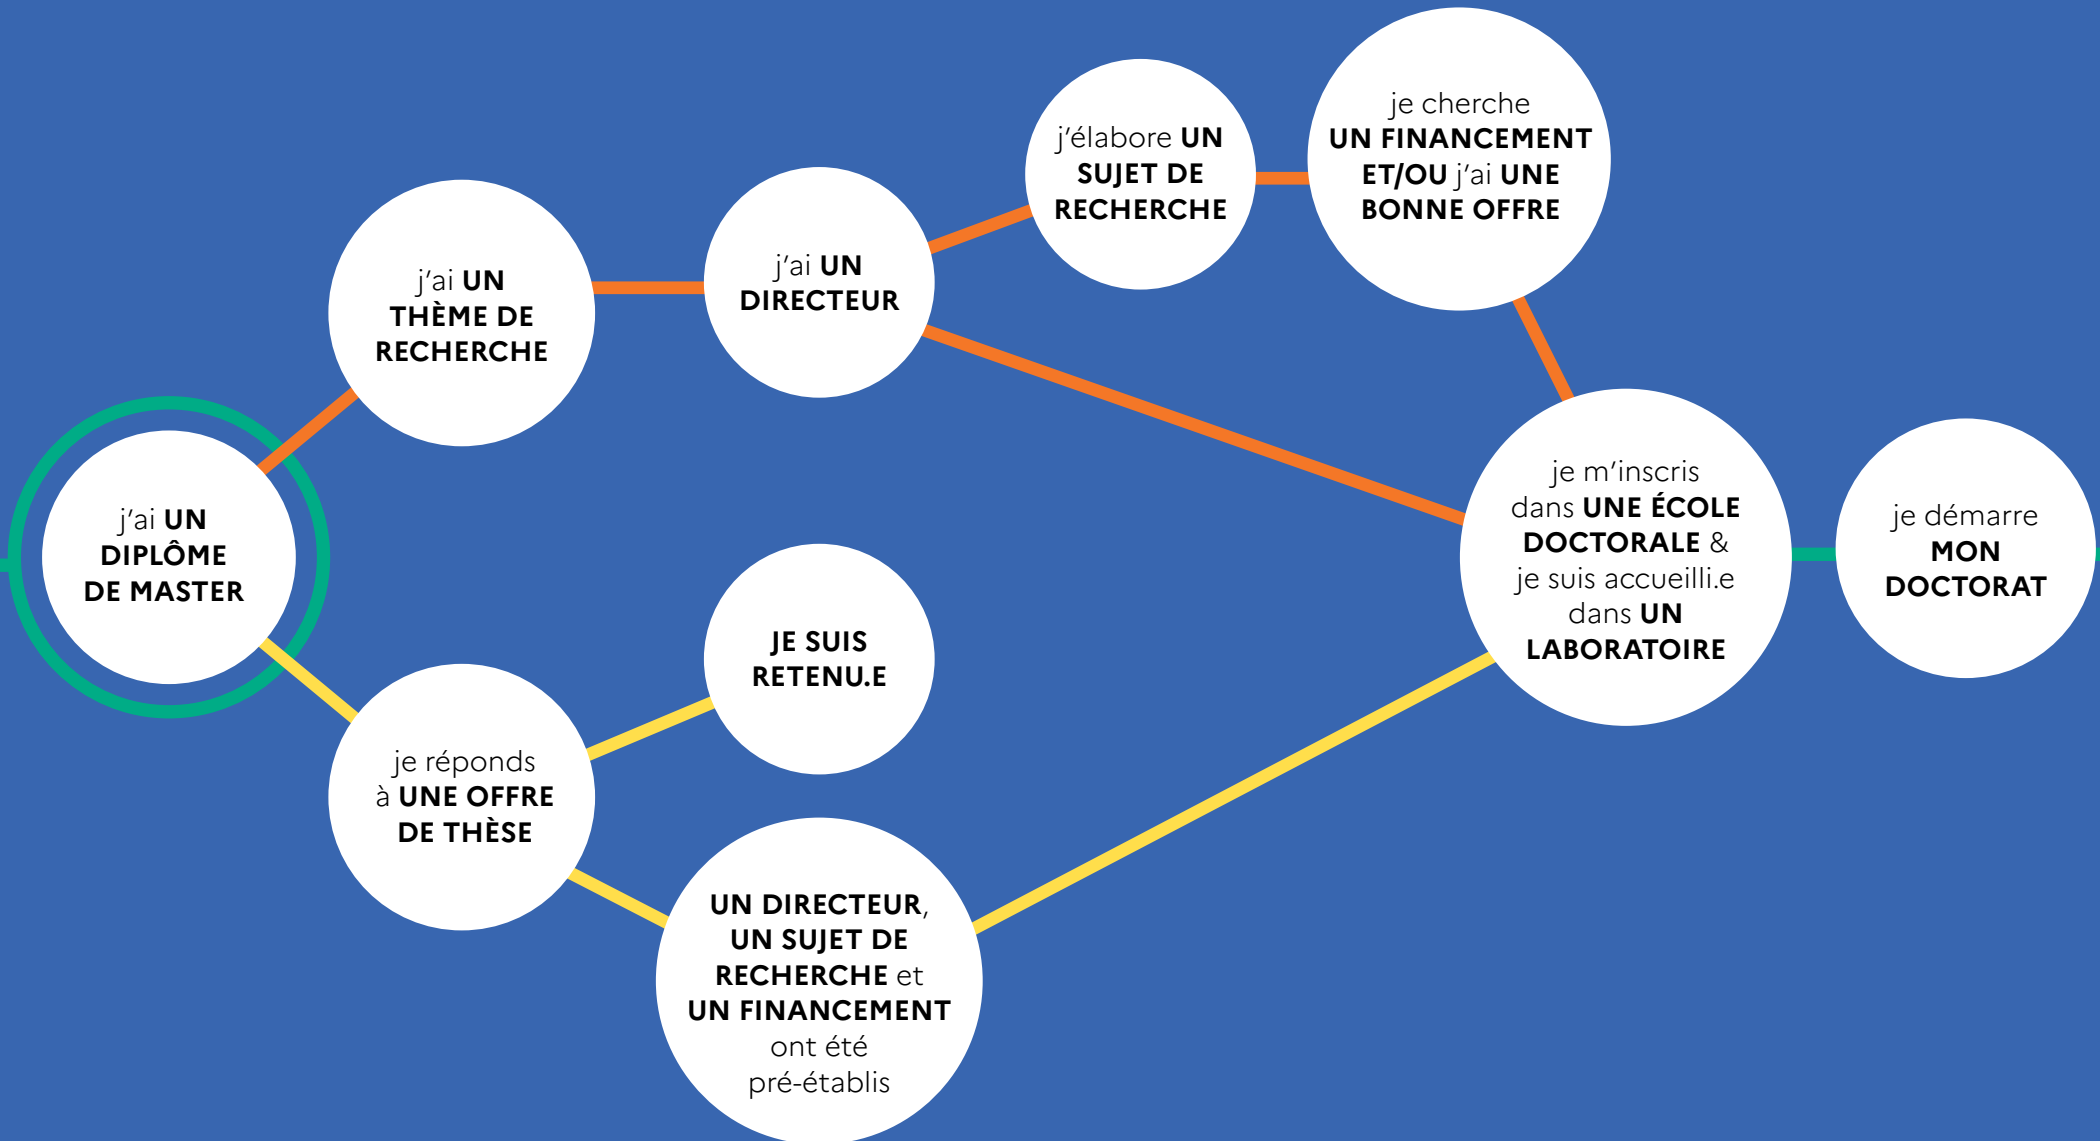 j'ai UN
DIPLÔME
DE MASTER
j'ai UN
THÈME DE
RECHERCHE
j'ai UN
DIRECTEUR
j'élabore UN
SUJET DE
RECHERCHE
je cherche
UN FINANCEMENT
ET/OU j'ai UNE
BONNE OFFRE
je réponds
à UNE OFFRE
DE THÈSE
JE SUIS
RETENU.E
UN DIRECTEUR,
UN SUJET DE
RECHERCHE et
UN FINANCEMENT
ont été
pré-établis
je m'inscris
dans UNE ÉCOLE
DOCTORALE &
je suis accueilli.e
dans UN
LABORATOIRE
je démarre
MON
DOCTORAT